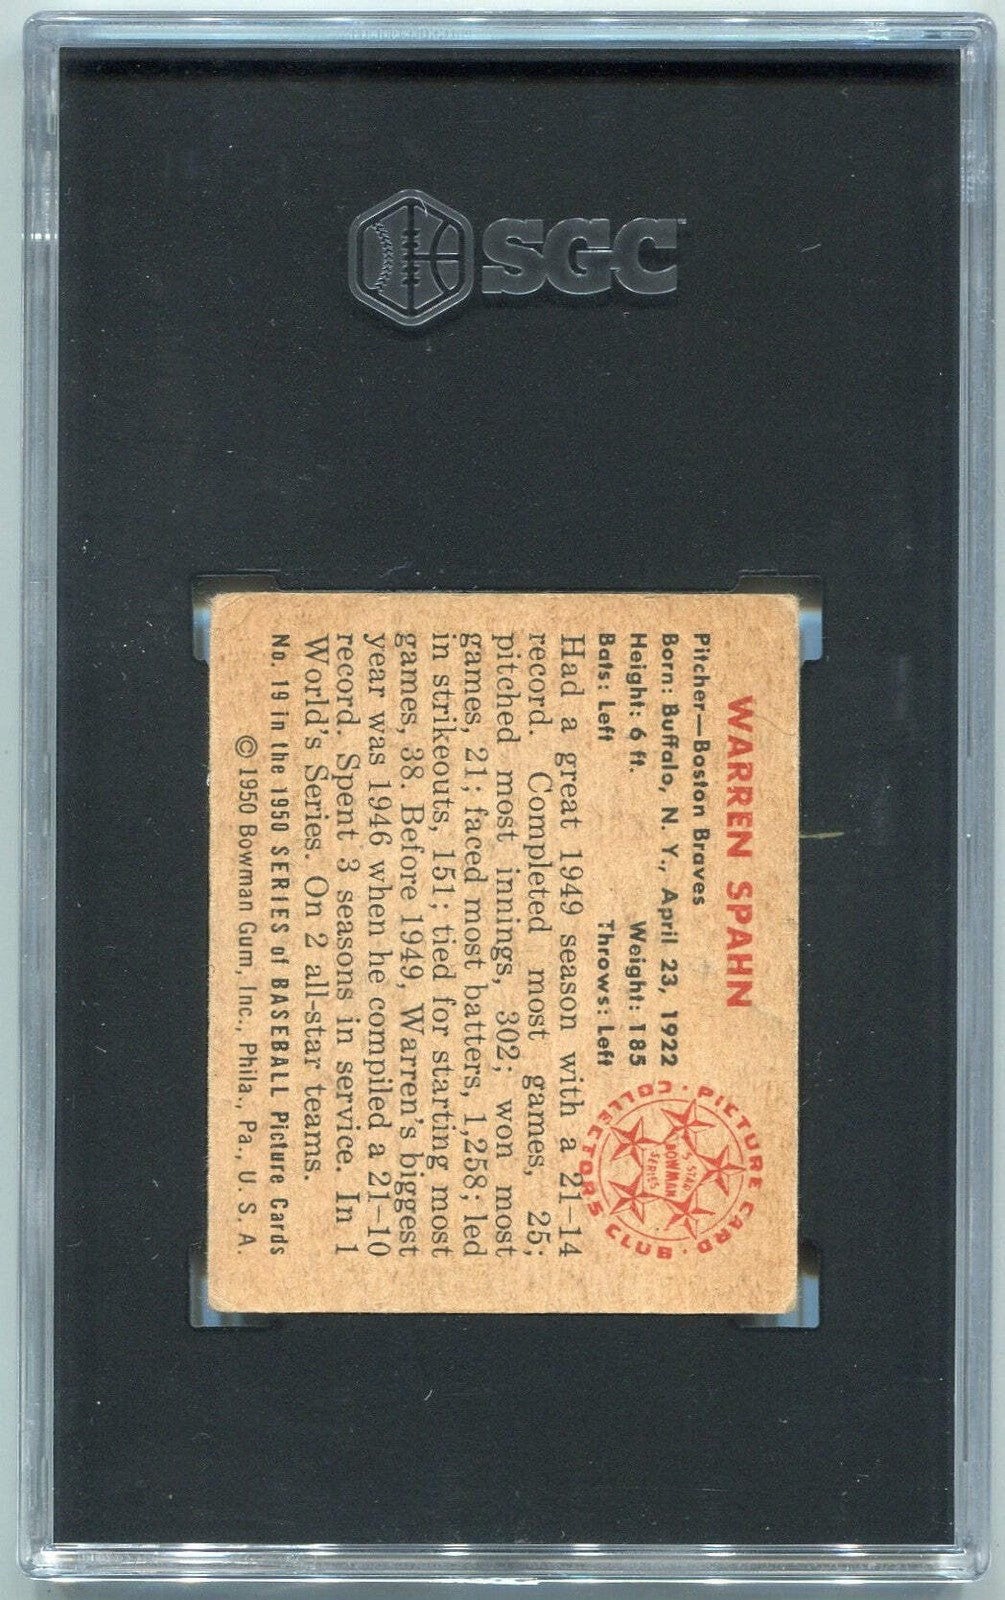 SGC
WARREN SPAHN
Pitcher—Boston Braves
Born: Buffalo, N. Y., April 23, 1922
Height: 6 ft. Weight: 185
Bats: Left Throws: Left
PICTURE CARD COLLECTORS CLUB
5 STAR
BOWMAN
SERIES
Had a great 1949 season with a 21–14
record. Completed most games, 25;
pitched most innings, 302; won most
games, 21; faced most batters, 1,258; led
in strikeouts, 151; tied for starting most
games, 38. Before 1949, Warren's biggest
year was 1946 when he compiled a 21–10
record. Spent 3 seasons in service. In 1
World's Series. On 2 all-star teams.
No. 19 in the 1950 SERIES of BASEBALL Picture Cards
© 1950 Bowman Gum, Inc., Phila., Pa., U. S. A.